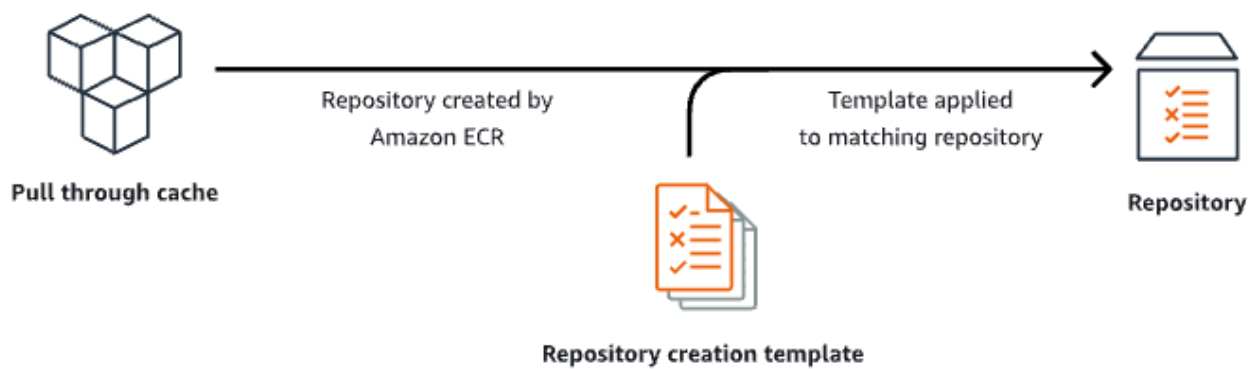 Repository created by
Amazon ECR
Template applied
to matching repository
Pull through cache
Repository
Repository creation template